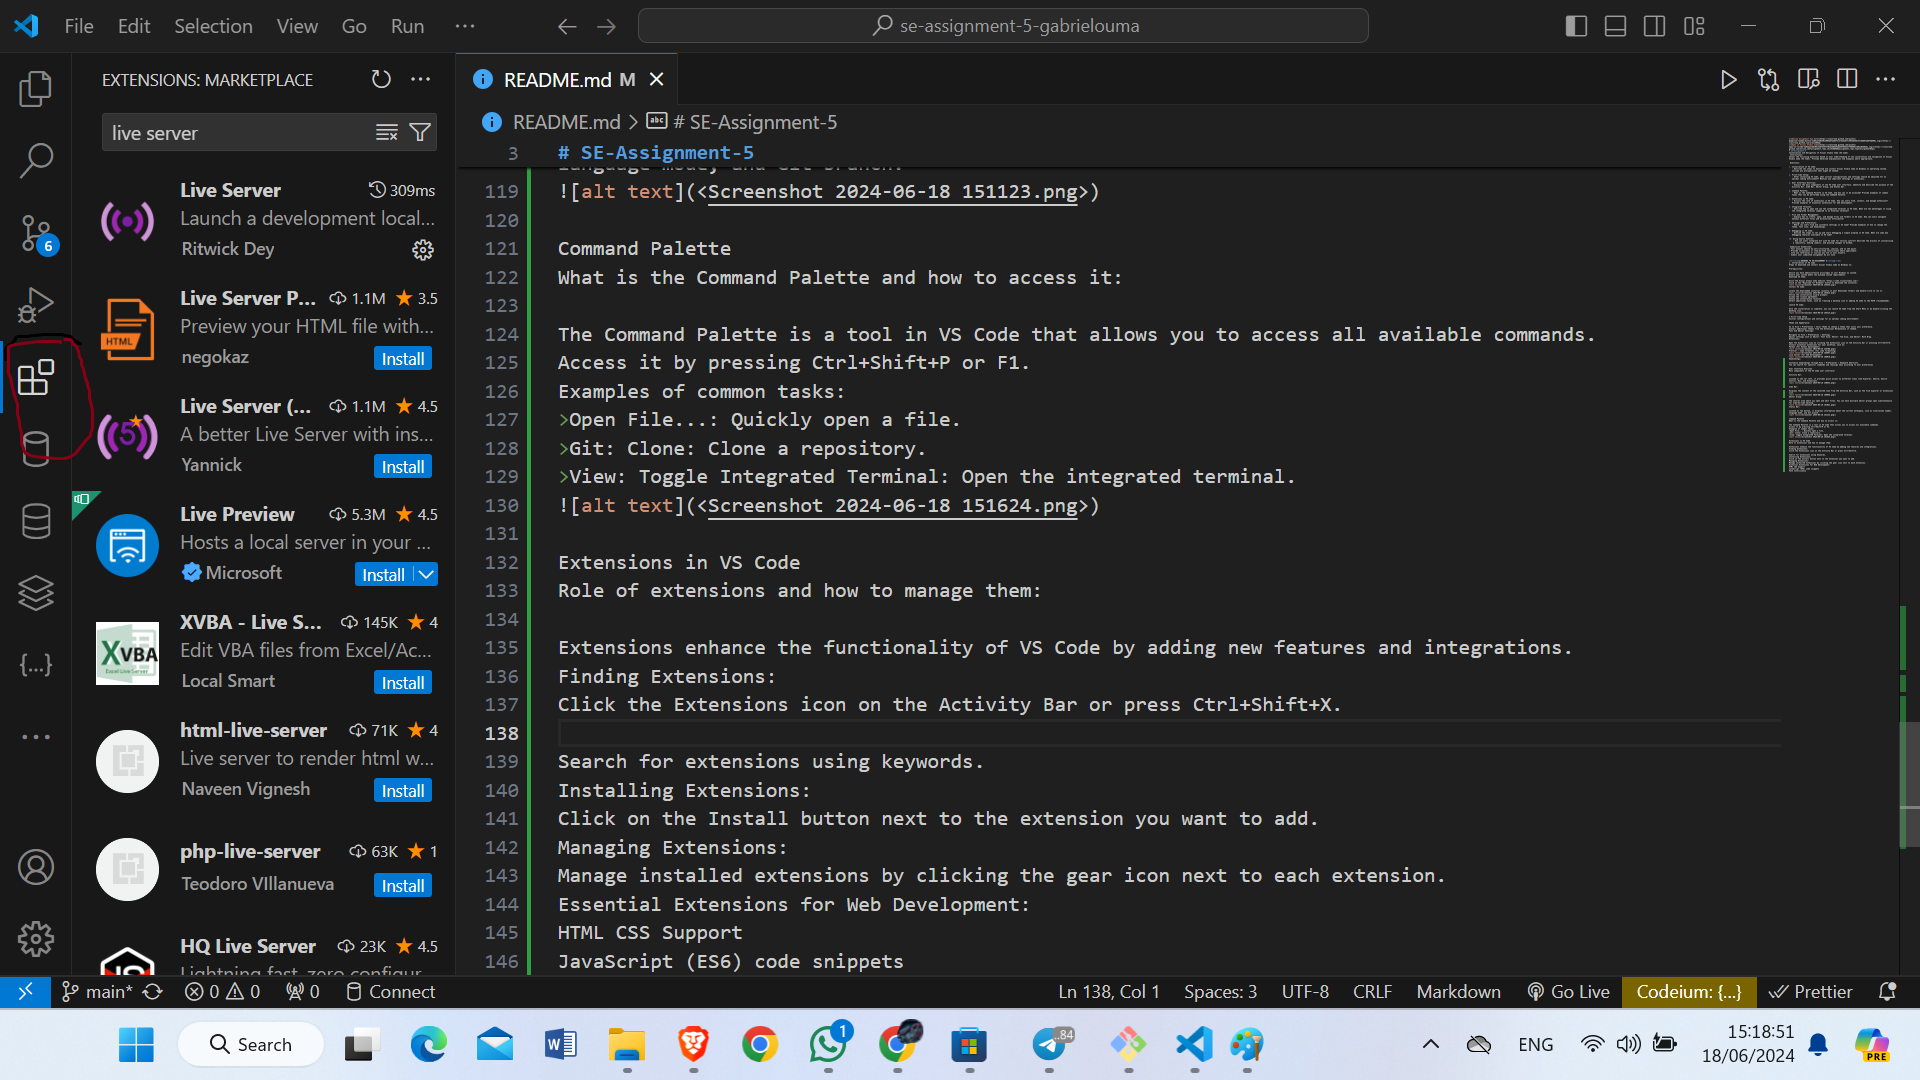 File Edit Selection View Go Run ···
se-assignment-5-gabrielouma
EXTENSIONS: MARKETPLACE
live server
Live Server 309ms
Launch a development local...
Ritwick Dey
Live Server P... 1.1M 3.5
Preview your HTML file with...
negokaz Install
Live Server (... 1.1M 4.5
A better Live Server with ins...
Yannick Install
Live Preview 5.3M 4.5
Hosts a local server in your ...
Microsoft Install
XVBA - Live S... 145K 4
Edit VBA files from Excel/Ac...
Local Smart Install
html-live-server 71K 4
Live server to render html w...
Naveen Vignesh Install
php-live-server 63K 1
Teodoro VIllanueva Install
HQ Live Server 23K 4.5
6
HTML
5
XVBA
README.md M
README.md > # SE-Assignment-5
3 # SE-Assignment-5
119 ![alt text](<Screenshot 2024-06-18 151123.png>)
120
121 Command Palette
122 What is the Command Palette and how to access it:
123
124 The Command Palette is a tool in VS Code that allows you to access all available commands.
125 Access it by pressing Ctrl+Shift+P or F1.
126 Examples of common tasks:
127 >Open File...: Quickly open a file.
128 >Git: Clone: Clone a repository.
129 >View: Toggle Integrated Terminal: Open the integrated terminal.
130 ![alt text](<Screenshot 2024-06-18 151624.png>)
131
132 Extensions in VS Code
133 Role of extensions and how to manage them:
134
135 Extensions enhance the functionality of VS Code by adding new features and integrations.
136 Finding Extensions:
137 Click the Extensions icon on the Activity Bar or press Ctrl+Shift+X.
138
139 Search for extensions using keywords.
140 Installing Extensions:
141 Click on the Install button next to the extension you want to add.
142 Managing Extensions:
143 Manage installed extensions by clicking the gear icon next to each extension.
144 Essential Extensions for Web Development:
145 HTML CSS Support
146 JavaScript (ES6) code snippets
main* 0 0 0 Connect
Ln 138, Col 1 Spaces: 3 UTF-8 CRLF Markdown Go Live Codeium: {...} Prettier
Search
1
84
ENG
15:18:51
18/06/2024
PRE